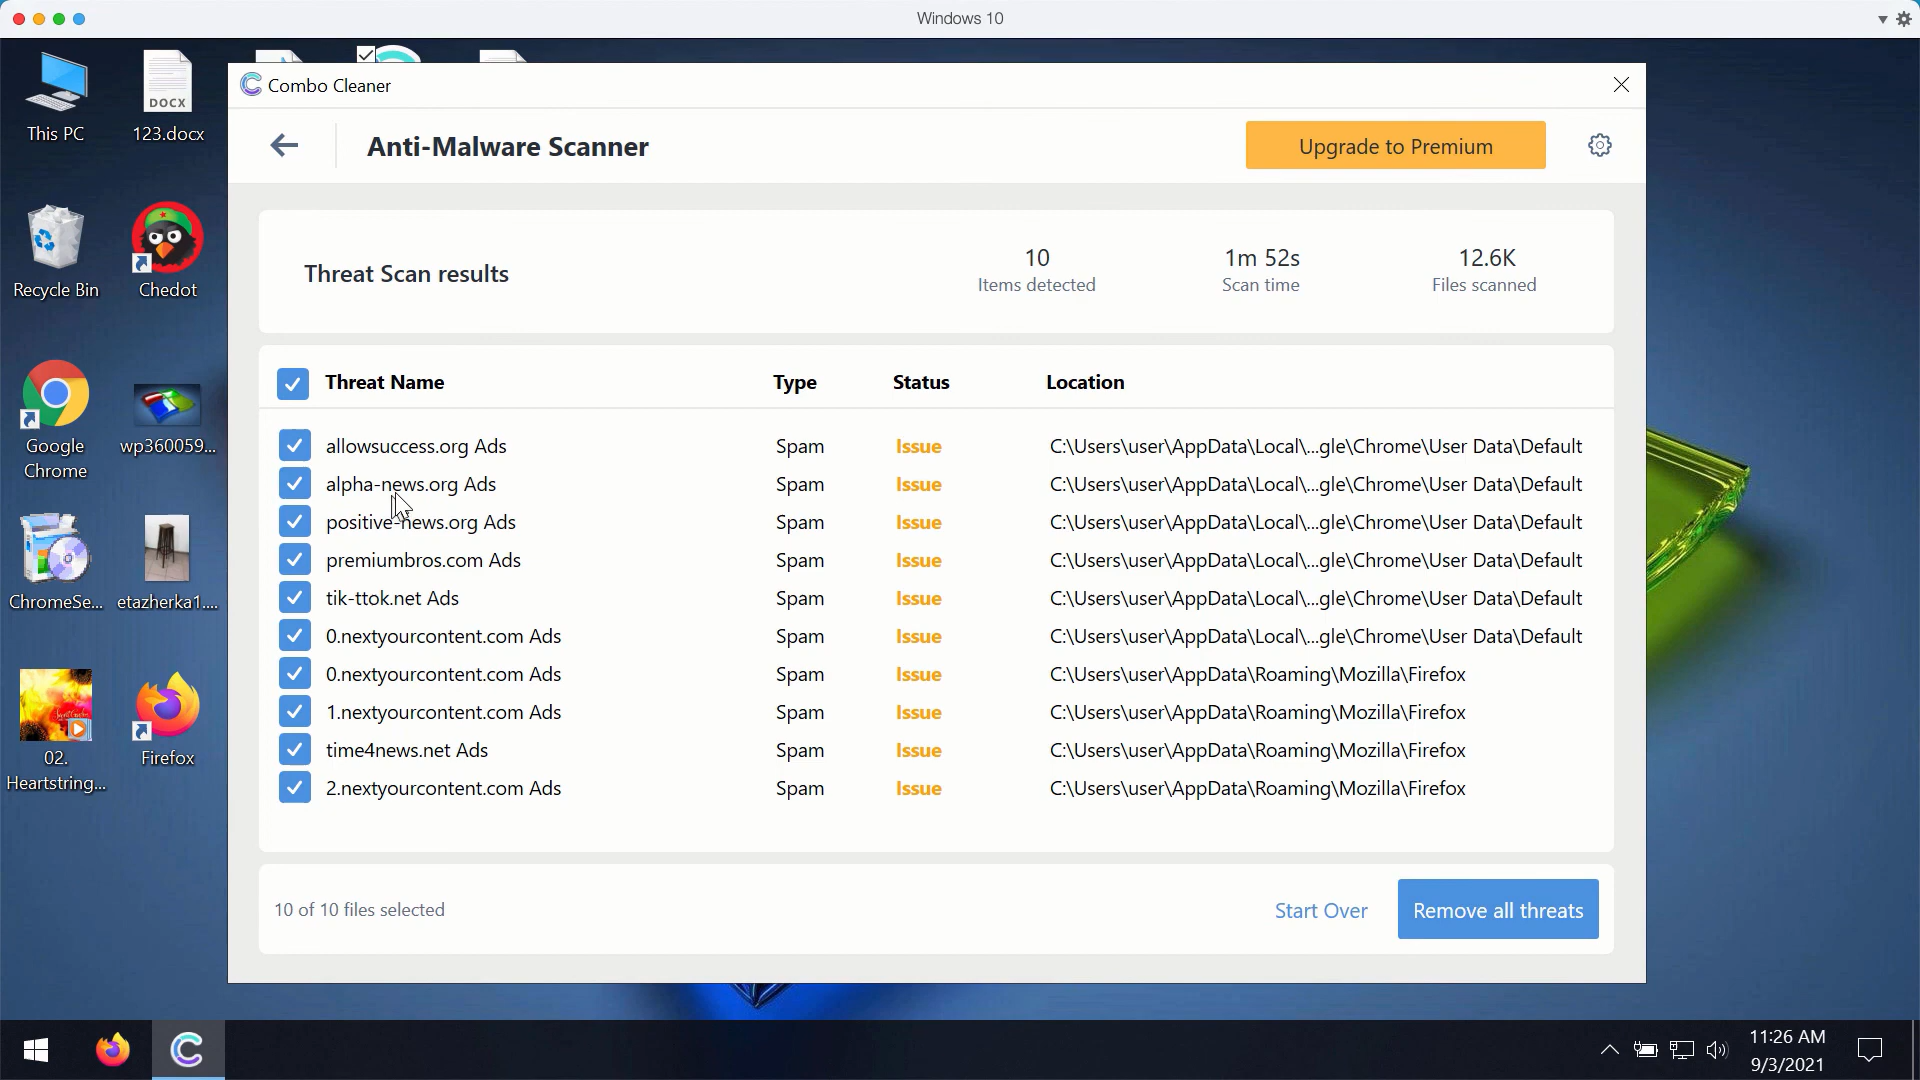 Windows 10
This PC
123.docx
DOCX
Recycle Bin
Chedot
Google
Chrome
wp360059...
ChromeSe...
etazherka1....
02.
Heartstring...
Firefox
Combo Cleaner
Anti-Malware Scanner
Upgrade to Premium
Threat Scan results
10
Items detected
1m 52s
Scan time
12.6K
Files scanned
Threat Name Type Status Location
allowsuccess.org Ads Spam Issue C:\Users\user\AppData\Local\...gle\Chrome\User Data\Default
alpha-news.org Ads Spam Issue C:\Users\user\AppData\Local\...gle\Chrome\User Data\Default
positive-news.org Ads Spam Issue C:\Users\user\AppData\Local\...gle\Chrome\User Data\Default
premiumbros.com Ads Spam Issue C:\Users\user\AppData\Local\...gle\Chrome\User Data\Default
tik-ttok.net Ads Spam Issue C:\Users\user\AppData\Local\...gle\Chrome\User Data\Default
0.nextyourcontent.com Ads Spam Issue C:\Users\user\AppData\Local\...gle\Chrome\User Data\Default
0.nextyourcontent.com Ads Spam Issue C:\Users\user\AppData\Roaming\Mozilla\Firefox
1.nextyourcontent.com Ads Spam Issue C:\Users\user\AppData\Roaming\Mozilla\Firefox
time4news.net Ads Spam Issue C:\Users\user\AppData\Roaming\Mozilla\Firefox
2.nextyourcontent.com Ads Spam Issue C:\Users\user\AppData\Roaming\Mozilla\Firefox
10 of 10 files selected
Start Over
Remove all threats
11:26 AM
9/3/2021